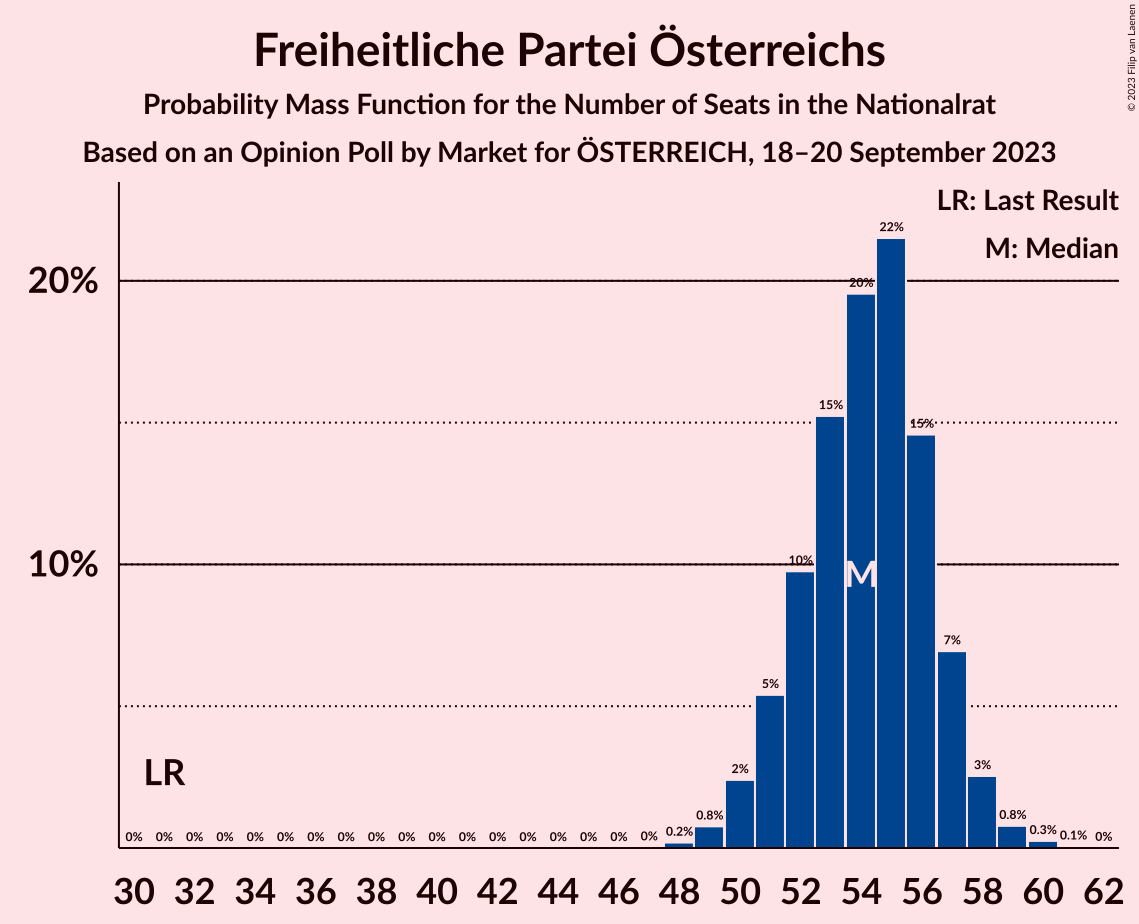 Freiheitliche Partei Österreichs
Probability Mass Function for the Number of Seats in the Nationalrat
Based on an Opinion Poll by Market for ÖSTERREICH, 18–20 September 2023
© 2023 Filip van Laenen
LR: Last Result
M: Median
20%
10%
22%
20%
15%
15%
10%
M
7%
5%
LR
2%
3%
0% 0% 0% 0% 0% 0% 0% 0% 0% 0% 0% 0% 0% 0% 0% 0% 0% 0% 0.2% 0.8% 0.8% 0.3% 0.1% 0%
30 32 34 36 38 40 42 44 46 48 50 52 54 56 58 60 62